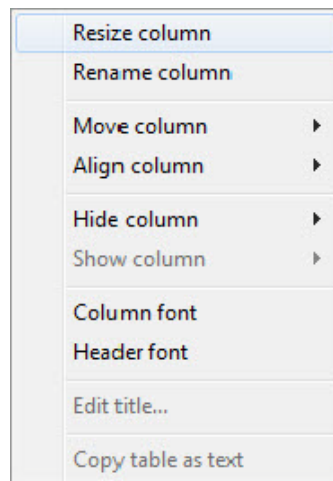 Resize column
Rename column
Move column
Align column
Hide column
Show column
Column font
Header font
Edit title...
Copy table as text